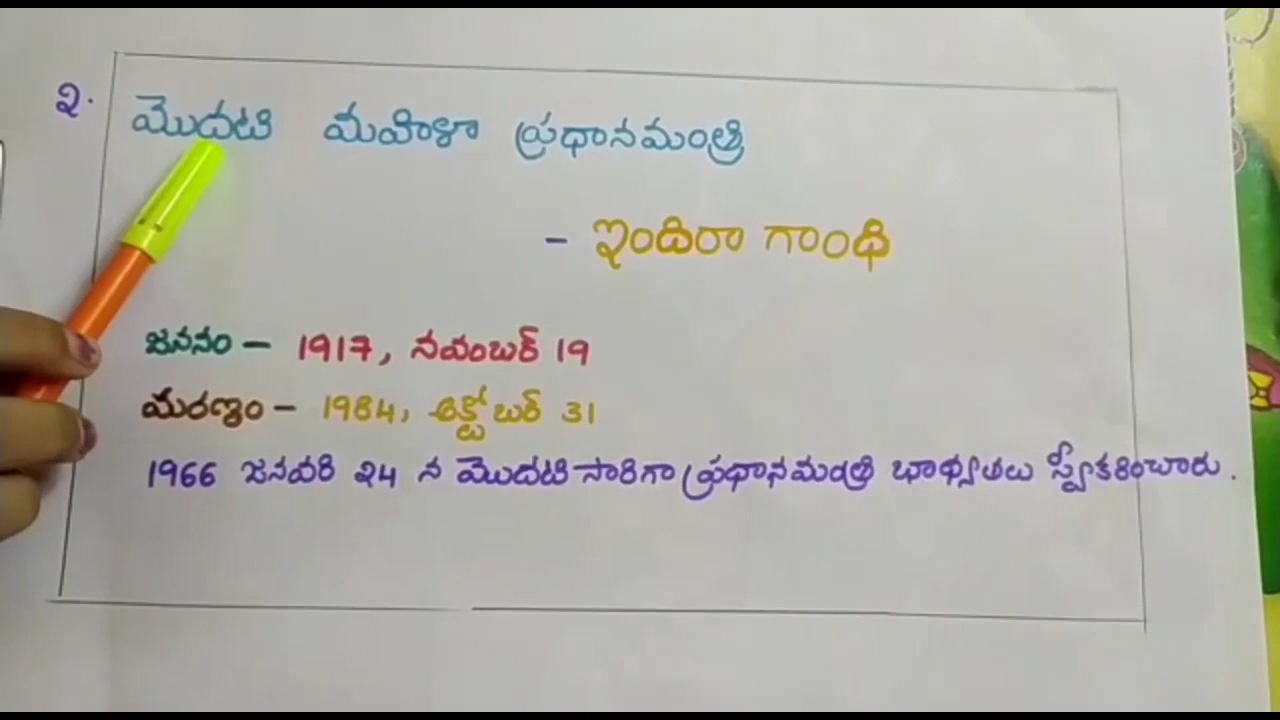 2. మొదటి మహిళా ప్రధానమంత్రి
- ఇందిరా గాంధి
జననం - 1917, నవంబర్ 19
మరణం - 1984, అక్టోబర్ 31
1966 జనవరి 24 న మొదటి సారిగా ప్రధానమంత్రి భాధ్యతలు స్వీకరించారు.